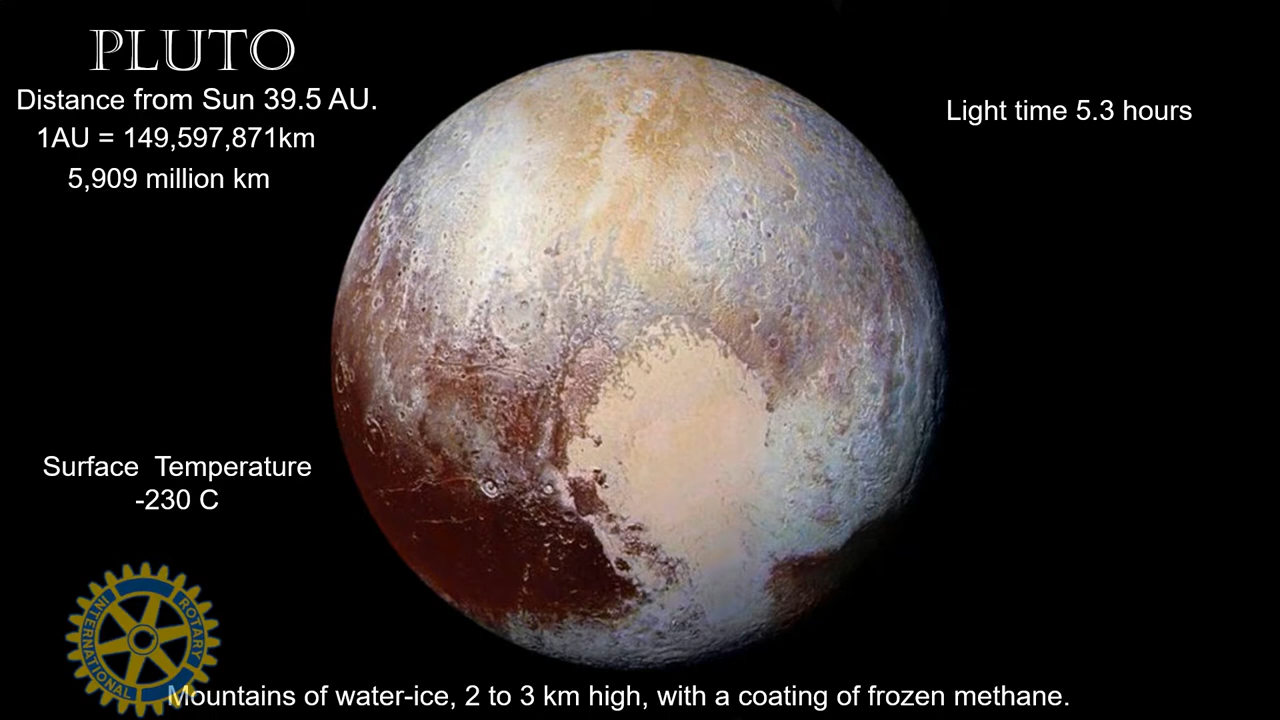 PLUTO
Distance from Sun 39.5 AU.
1AU = 149,597,871km
5,909 million km
Light time 5.3 hours
Surface Temperature
-230 C
ROTARY
INTERNATIONAL
Mountains of water-ice, 2 to 3 km high, with a coating of frozen methane.